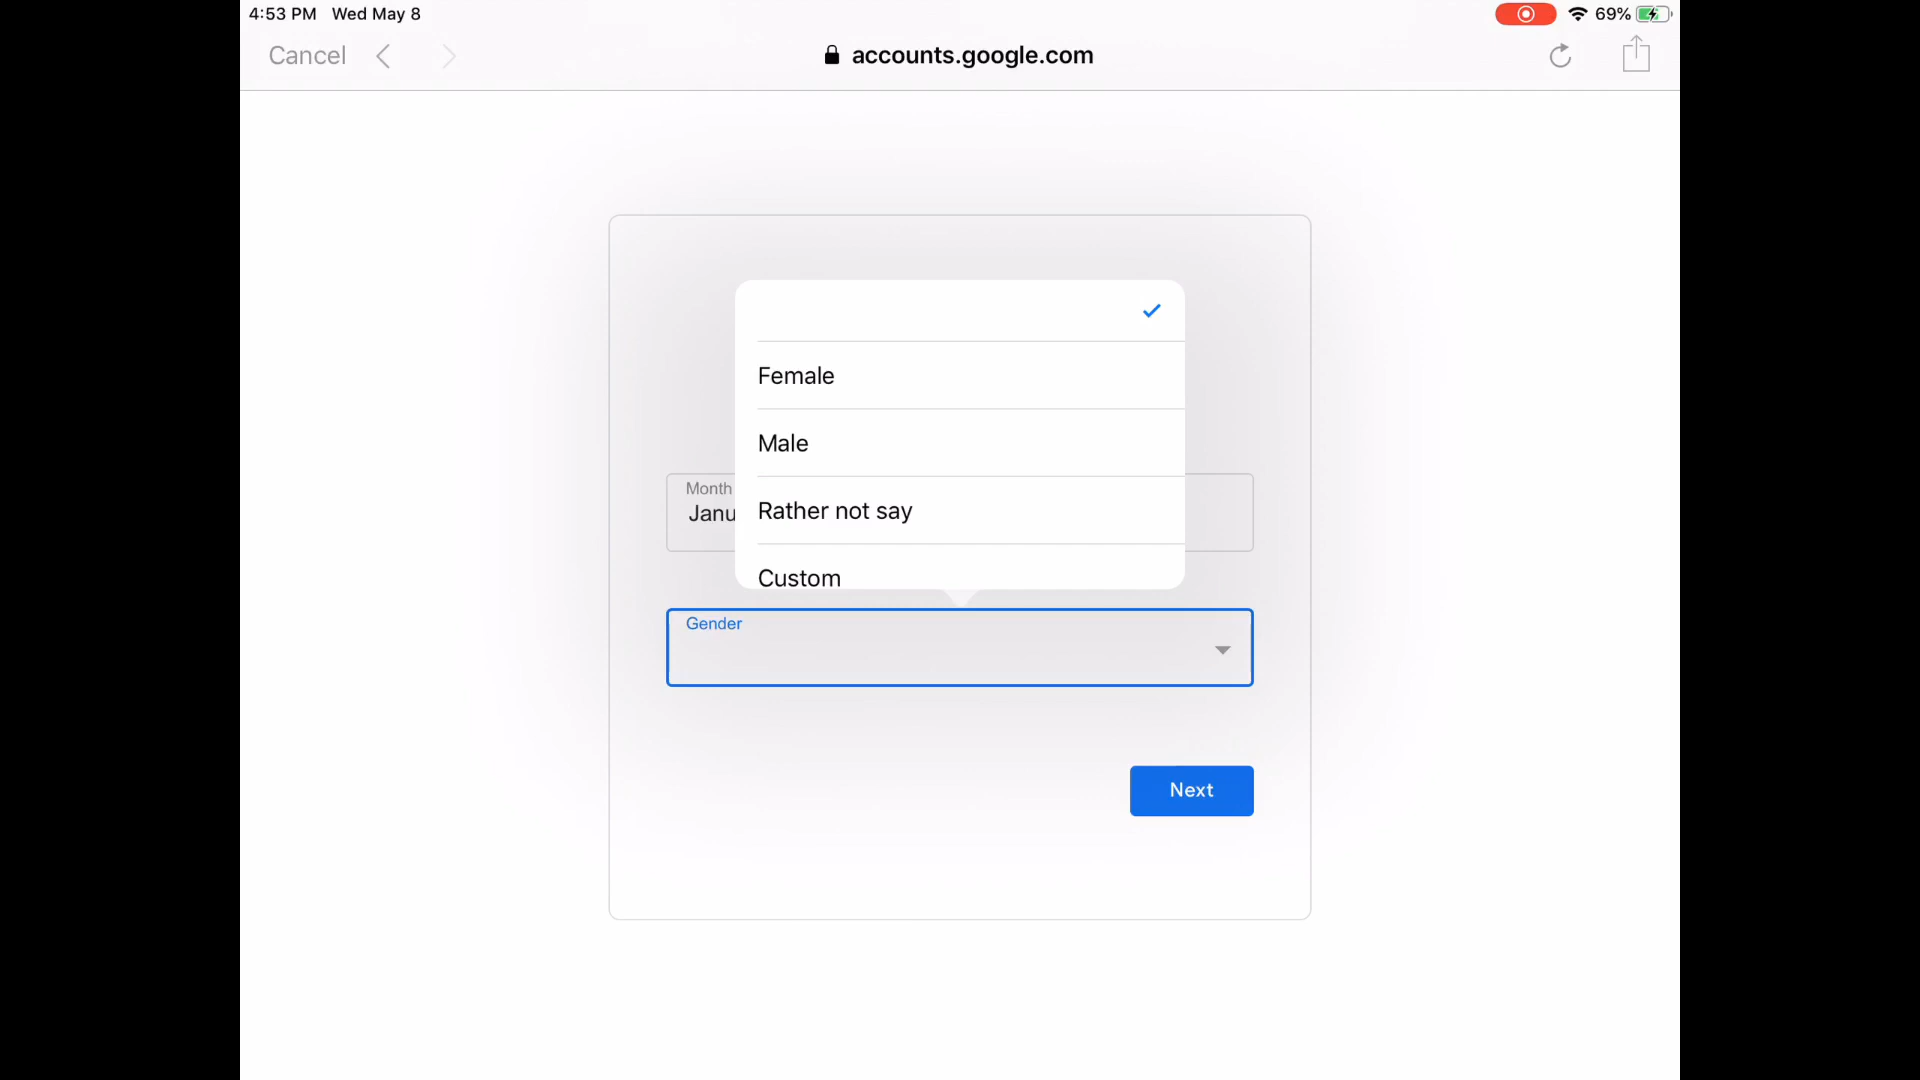 4:53 PM Wed May 8
69%
Cancel
accounts.google.com
Female
Male
Rather not say
Custom
Month
Janu
Gender
Next